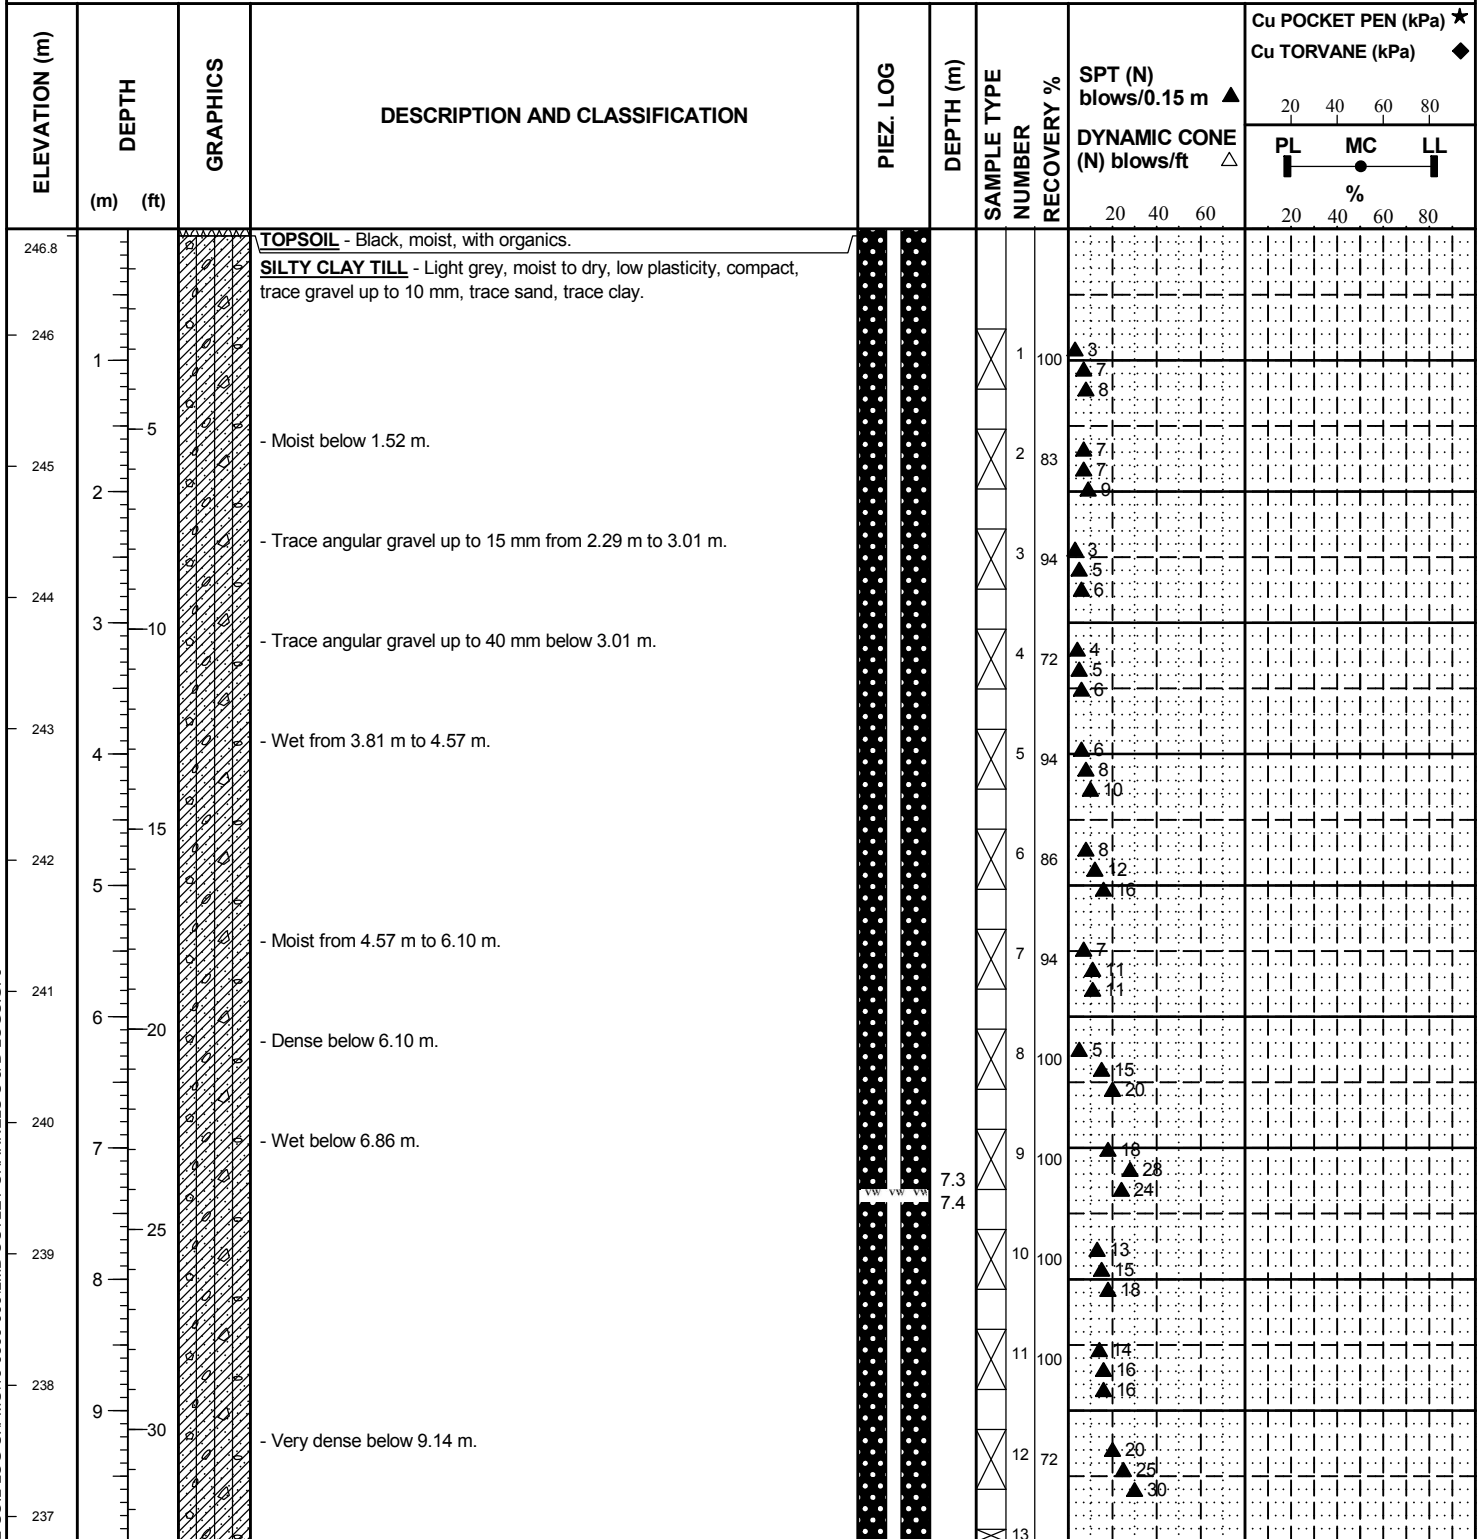 ELEVATION (m)
DEPTH
(m) (ft)
GRAPHICS
DESCRIPTION AND CLASSIFICATION
PIEZ. LOG
DEPTH (m)
SAMPLE TYPE
NUMBER
RECOVERY %
SPT (N)
blows/0.15 m ▲
DYNAMIC CONE
(N) blows/ft △
20 40 60
Cu POCKET PEN (kPa) ★
Cu TORVANE (kPa) ◆
20 40 60 80
PL MC LL
%
20 40 60 80
246.8
TOPSOIL - Black, moist, with organics.
SILTY CLAY TILL - Light grey, moist to dry, low plasticity, compact,
trace gravel up to 10 mm, trace sand, trace clay.
246
1
1 100 3
7
8
5
- Moist below 1.52 m.
2 83 7
7
9
245
2
- Trace angular gravel up to 15 mm from 2.29 m to 3.01 m.
3 94 3
5
6
244
3
10
- Trace angular gravel up to 40 mm below 3.01 m.
4 72 4
5
6
243
- Wet from 3.81 m to 4.57 m.
4
5 94 6
8
10
15
242
6 86 8
12
16
5
- Moist from 4.57 m to 6.10 m.
7 94 7
11
11
241
6
20
- Dense below 6.10 m.
8 100 5
15
20
240
- Wet below 6.86 m.
7
9 100 18
28
24
7.3
VW VW VW
7.4
25
239
10 100 13
15
18
8
11 100 14
16
16
238
9
30
- Very dense below 9.14 m.
12 72 20
25
30
237
13